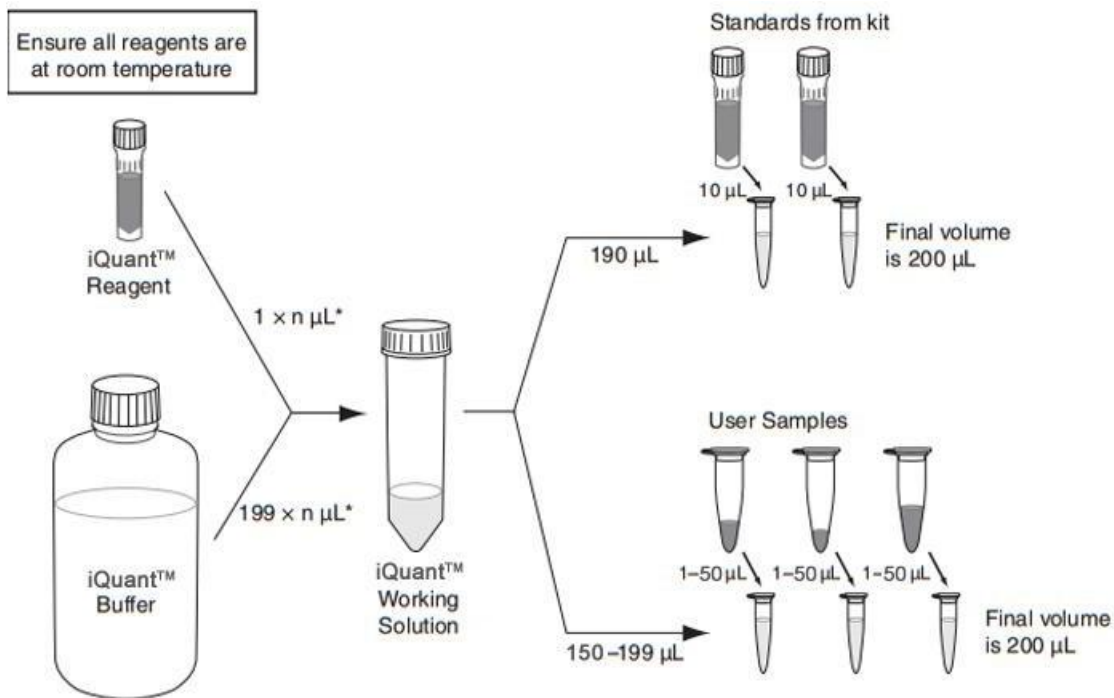 Ensure all reagents are
at room temperature
iQuant™
Reagent
1 × n µL*
199 × n µL*
iQuant™
Buffer
iQuant™
Working
Solution
190 µL
150–199 µL
Standards from kit
10 µL
10 µL
Final volume
is 200 µL
User Samples
1–50 µL
1–50 µL
1–50 µL
Final volume
is 200 µL